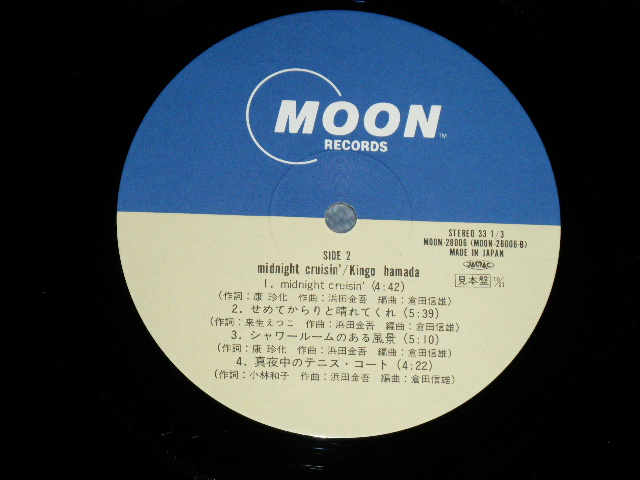 MOON
TM
RECORDS
STEREO 33 1/3
MOON-28006 (MOON-28006-B)
MADE IN JAPAN
SIDE 2
JASRAC
midnight cruisin'/Kingo hamada
見本盤
1. midnight cruisin' (4:42)
(作詞：康 珍化 作曲：浜田金吾 編曲：倉田信雄)
2. せめてからりと晴れてくれ (5:39)
(作詞：来生えつこ 作曲：浜田金吾 編曲：倉田信雄)
3. シャワールームのある風景 (5:10)
(作詞：康 珍化 作曲：浜田金吾 編曲：倉田信雄)
4. 真夜中のテニス・コート (4:22)
(作詞：小林和子 作曲：浜田金吾 編曲：倉田信雄)